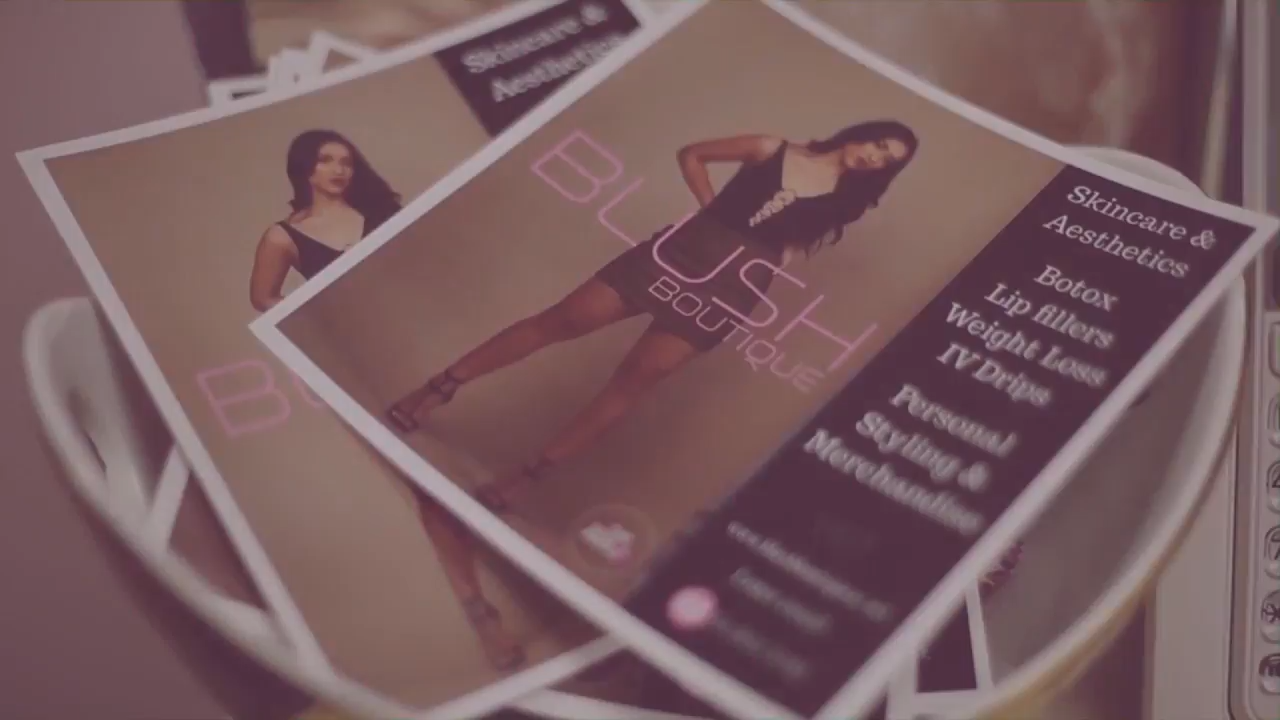 Skincare &
Aesthetics
BLUSH
BOUTIQUE
Skincare &
Aesthetics
Botox
Lip fillers
Weight Loss
IV Drips
Personal
Styling &
Merchandise